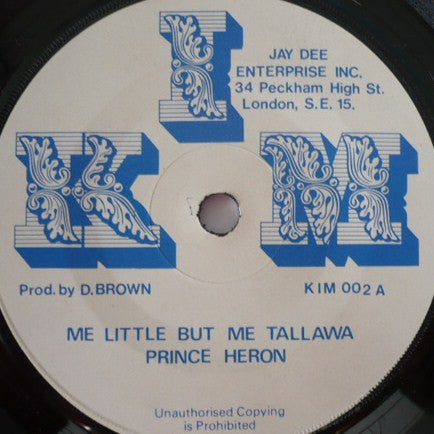 KIM
JAY DEE
ENTERPRISE INC.
34 Peckham High St.
London, S.E. 15.
Prod. by D. BROWN
KIM 002 A
ME LITTLE BUT ME TALLAWA
PRINCE HERON
Unauthorised Copying
is Prohibited